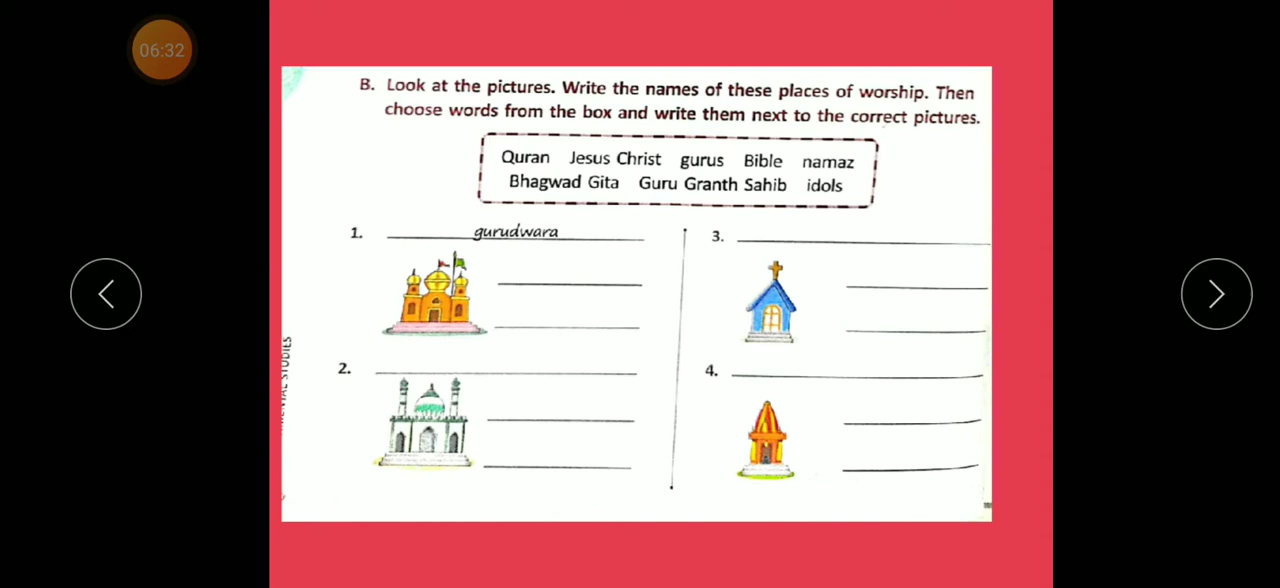 06:32
B. Look at the pictures. Write the names of these places of worship. Then
choose words from the box and write them next to the correct pictures.
Quran Jesus Christ gurus Bible namaz
Bhagwad Gita Guru Granth Sahib idols
1. gurudwara
3.
2.
4.
STUDIES